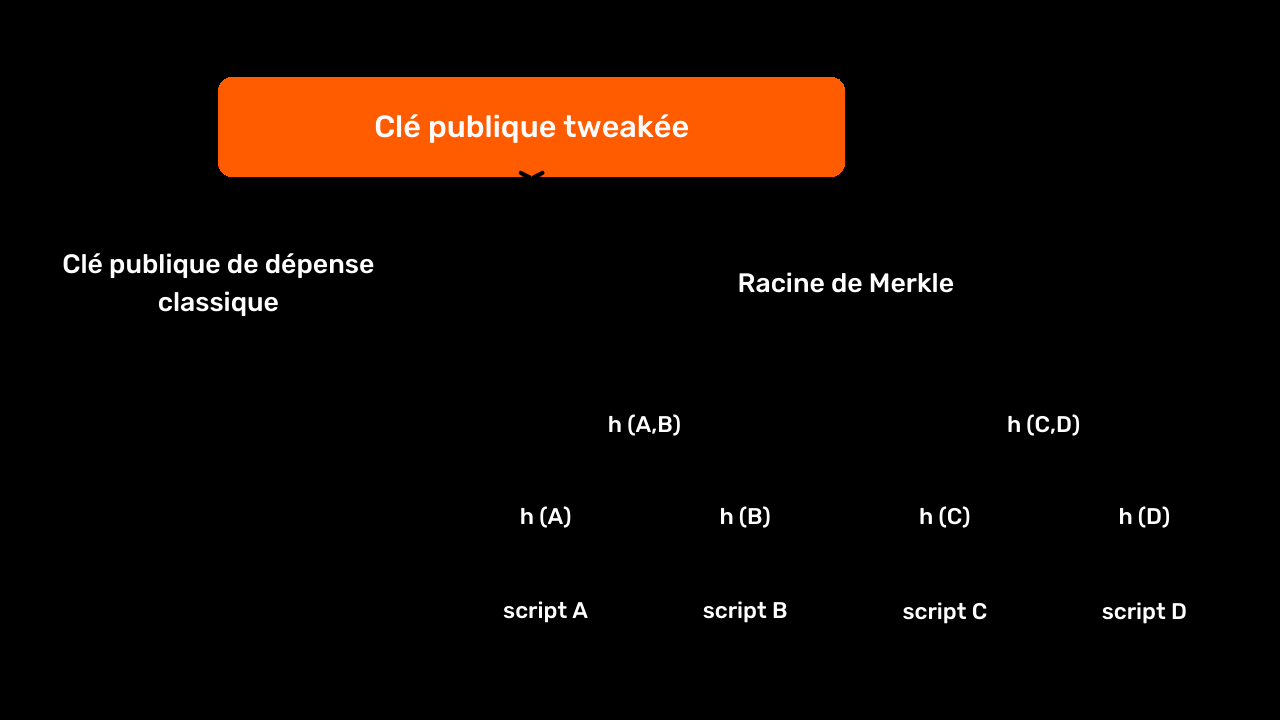 Clé publique tweakée
Clé publique de dépense
classique
Racine de Merkle
h (A,B)
h (C,D)
h (A)
h (B)
h (C)
h (D)
script A
script B
script C
script D